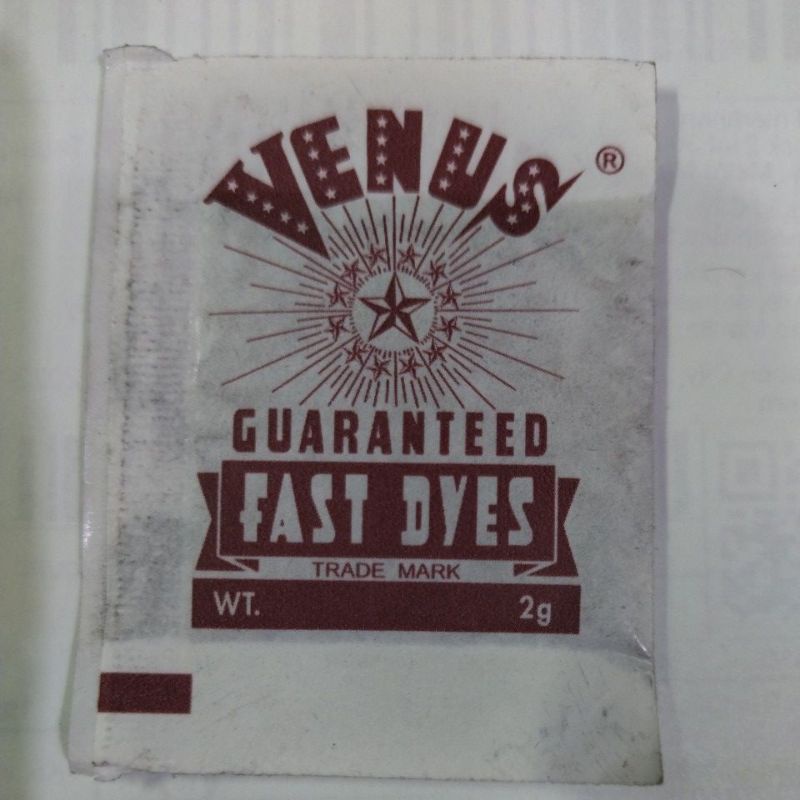 VENUS ®
GUARANTEED
FAST DYES
TRADE MARK
WT. 2g